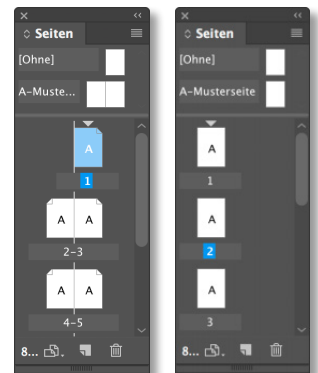 Seiten
[Ohne]
A-Muste...
A
1
A A
2-3
A A
4-5
8...
Seiten
[Ohne]
A-Musterseite
A
1
A
2
A
3
8...